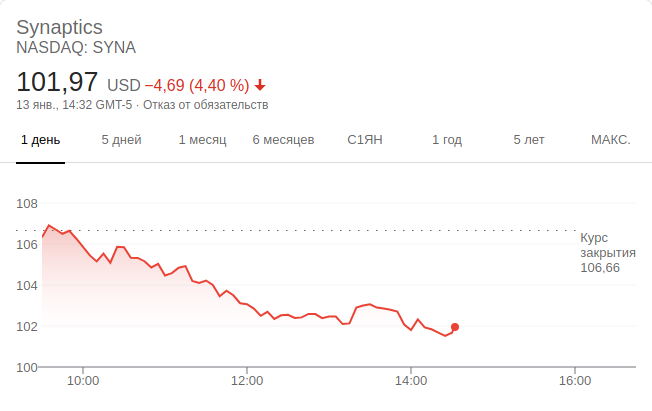 Synaptics
NASDAQ: SYNA
101,97 USD −4,69 (4,40 %)
13 янв., 14:32 GMT-5 · Отказ от обязательств
1 день 5 дней 1 месяц 6 месяцев С1ЯН 1 год 5 лет МАКС.
108
106
104
102
100
Курс
закрытия
106,66
10:00 12:00 14:00 16:00